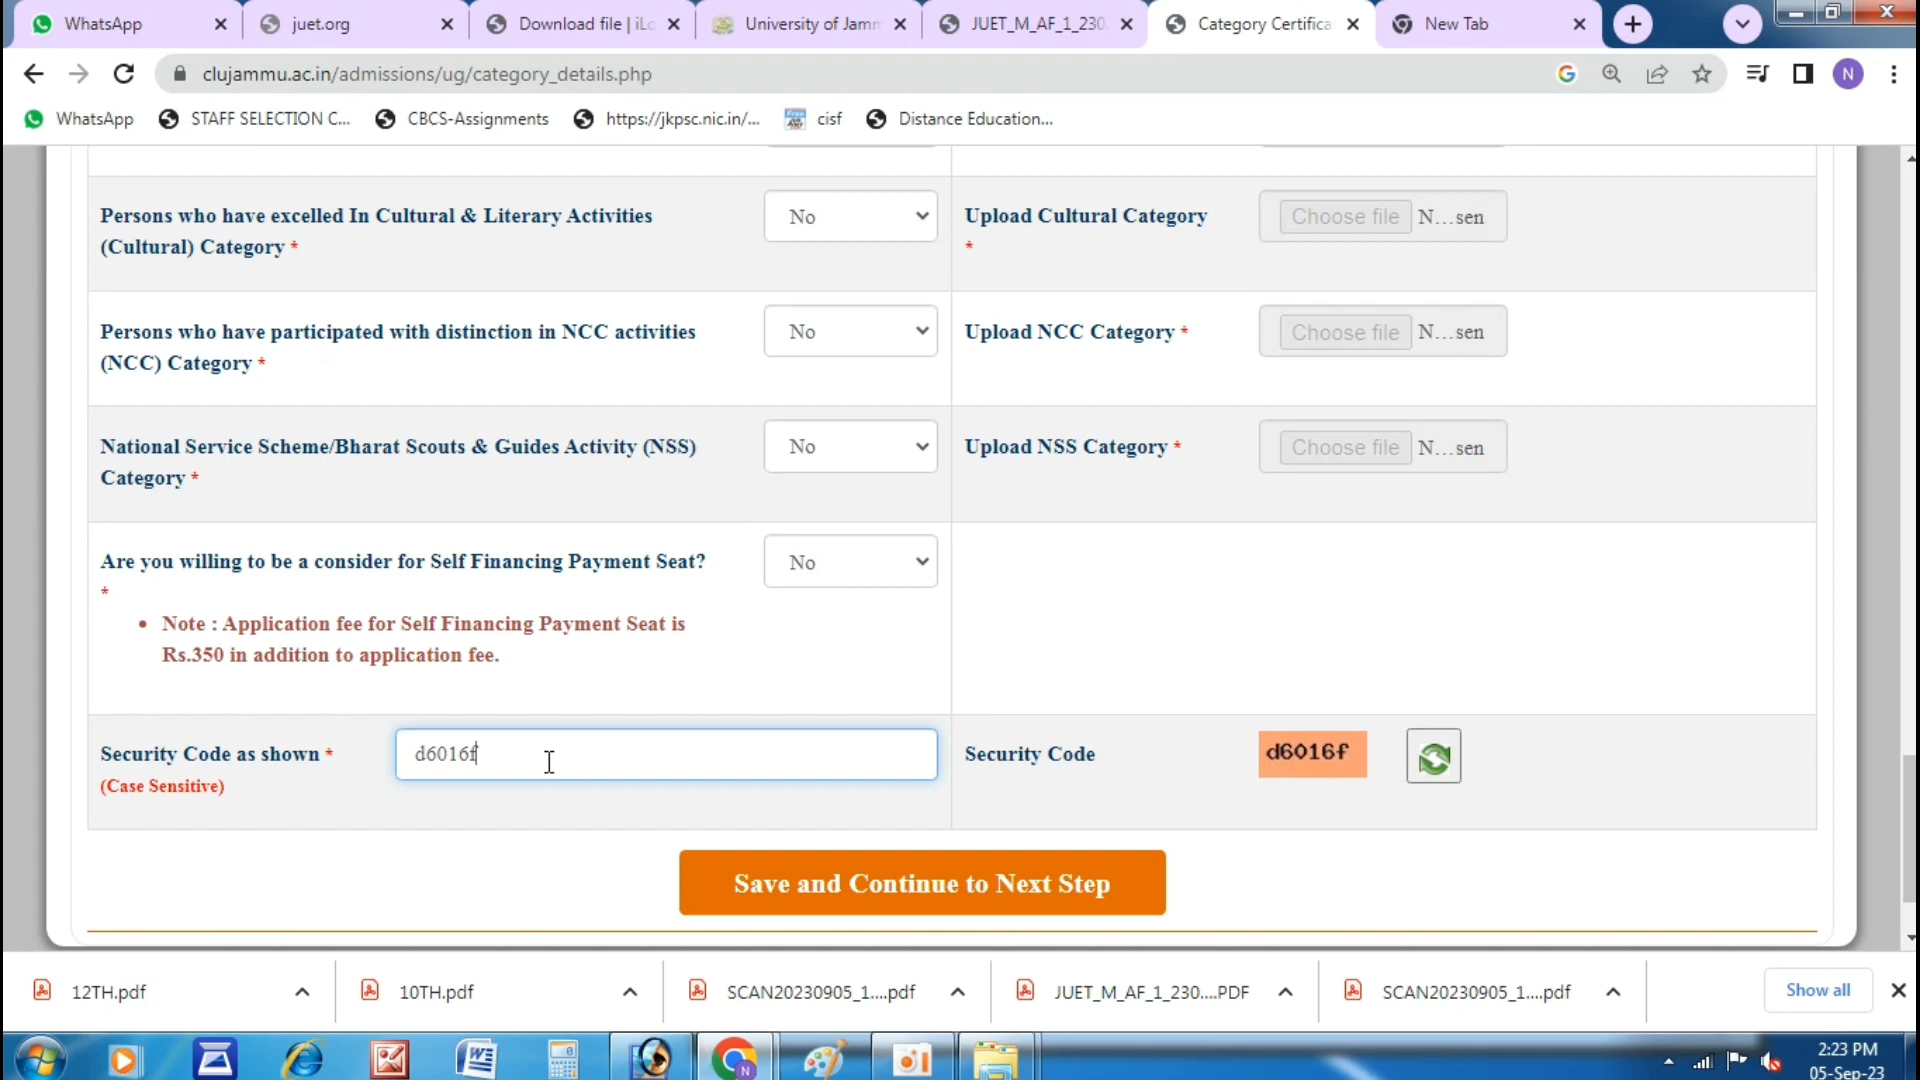 WhatsApp
juet.org
Download file | iLo
University of Jamm
JUET_M_AF_1_230
Category Certifica
New Tab
clujammu.ac.in/admissions/ug/category_details.php
N
WhatsApp
STAFF SELECTION C...
CBCS-Assignments
https://jkpsc.nic.in/...
cisf
Distance Education...
Persons who have excelled In Cultural & Literary Activities
(Cultural) Category *
No
Upload Cultural Category
*
Choose file
N...sen
Persons who have participated with distinction in NCC activities
(NCC) Category *
No
Upload NCC Category *
Choose file
N...sen
National Service Scheme/Bharat Scouts & Guides Activity (NSS)
Category *
No
Upload NSS Category *
Choose file
N...sen
Are you willing to be a consider for Self Financing Payment Seat?
*
No
• Note : Application fee for Self Financing Payment Seat is
Rs.350 in addition to application fee.
Security Code as shown *
(Case Sensitive)
d6016f
Security Code
d6016f
Save and Continue to Next Step
12TH.pdf
10TH.pdf
SCAN20230905_1....pdf
JUET_M_AF_1_230....PDF
SCAN20230905_1....pdf
Show all
2:23 PM
05-Sep-23